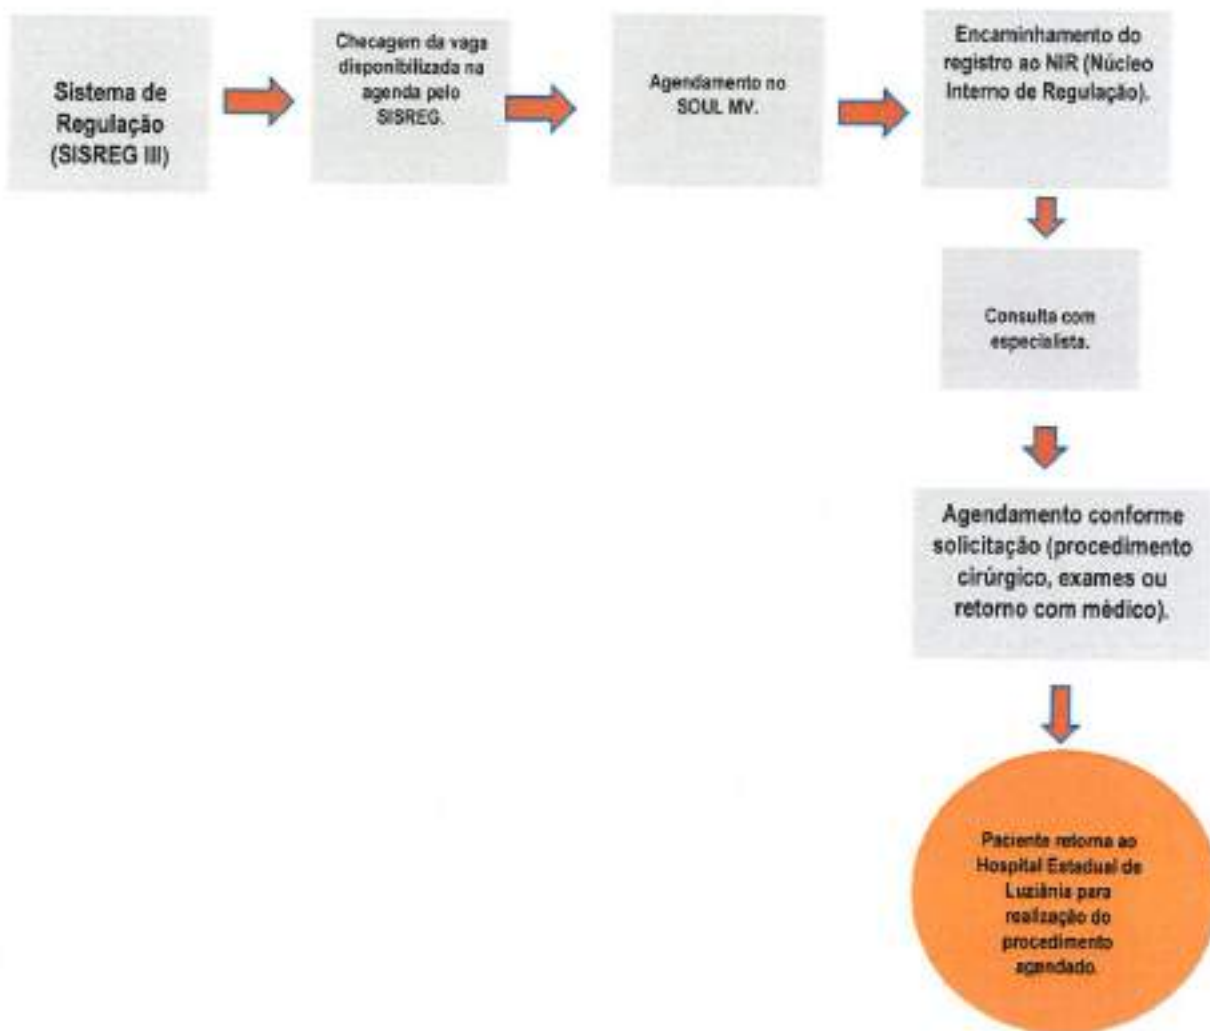 Sistema de
Regulação
(SISREG III)
Checagem da vaga
disponibilizada na
agenda pelo
SISREG.
Agendamento no
SOUL MV.
Encaminhamento do
registro ao NIR (Núcleo
Interno de Regulação).
Consulta com
especialista.
Agendamento conforme
solicitação (procedimento
cirúrgico, exames ou
retorno com médico).
Paciente retorna ao
Hospital Estadual de
Luziânia para
realização do
procedimento
agendado.